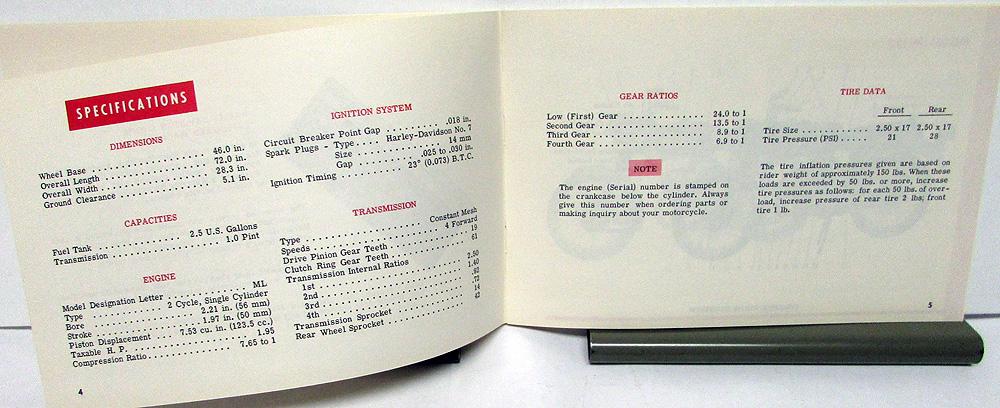 SPECIFICATIONS
DIMENSIONS
Wheel Base . . . . . . . . . . . . . . . . . 46.0 in.
Overall Length . . . . . . . . . . . . . . . 72.0 in.
Overall Width . . . . . . . . . . . . . . . . 28.3 in.
Ground Clearance . . . . . . . . . . . . . 5.1 in.
CAPACITIES
Fuel Tank . . . . . . . . . . . . 2.5 U.S. Gallons
Transmission . . . . . . . . . . . . . . 1.0 Pint
ENGINE
Model Designation Letter . . . . . . . . . ML
Type . . . . . . . . . . 2 Cycle, Single Cylinder
Bore . . . . . . . . . . . . . . . 2.21 in. (56 mm)
Stroke . . . . . . . . . . . . . . 1.97 in. (50 mm)
Piston Displacement . . . 7.53 cu. in. (123.5 cc.)
Taxable H. P. . . . . . . . . . . . . . . . . 1.95
Compression Ratio . . . . . . . . . . . 7.65 to 1
4
IGNITION SYSTEM
Circuit Breaker Point Gap . . . . . . . . . .018 in.
Spark Plugs - Type . . . . Harley-Davidson No. 7
Size . . . . . . . . . . . . . . . 14 mm
Gap . . . . . . . . . .025 to .030 in.
Ignition Timing . . . . . . . . . 23° (0.073) B.T.C.
TRANSMISSION
Type . . . . . . . . . . . . . . . . Constant Mesh
Speeds . . . . . . . . . . . . . . . . . 4 Forward
Drive Pinion Gear Teeth . . . . . . . . . . . 19
Clutch Ring Gear Teeth . . . . . . . . . . . 61
Transmission Internal Ratios
1st . . . . . . . . . . . . . . . . . . . . 2.50
2nd . . . . . . . . . . . . . . . . . . . 1.40
3rd . . . . . . . . . . . . . . . . . . . .92
4th . . . . . . . . . . . . . . . . . . . .72
Transmission Sprocket . . . . . . . . . . . 14
Rear Wheel Sprocket . . . . . . . . . . . . 42
GEAR RATIOS
Low (First) Gear . . . . . . . . . . . . . . 24.0 to 1
Second Gear . . . . . . . . . . . . . . . . 13.5 to 1
Third Gear . . . . . . . . . . . . . . . . . 8.9 to 1
Fourth Gear . . . . . . . . . . . . . . . . 6.9 to 1
NOTE
The engine (Serial) number is stamped on
the crankcase below the cylinder. Always
give this number when ordering parts or
making inquiry about your motorcycle.
TIRE DATA
Front Rear
Tire Size . . . . . . . . . . . 2.50 x 17 2.50 x 17
Tire Pressure (PSI) . . . . 21 28
The tire inflation pressures given are based on
rider weight of approximately 150 lbs. When these
loads are exceeded by 50 lbs. or more, increase
tire pressures as follows: for each 50 lbs. of over-
load, increase pressure of rear tire 2 lbs; front
tire 1 lb.
5